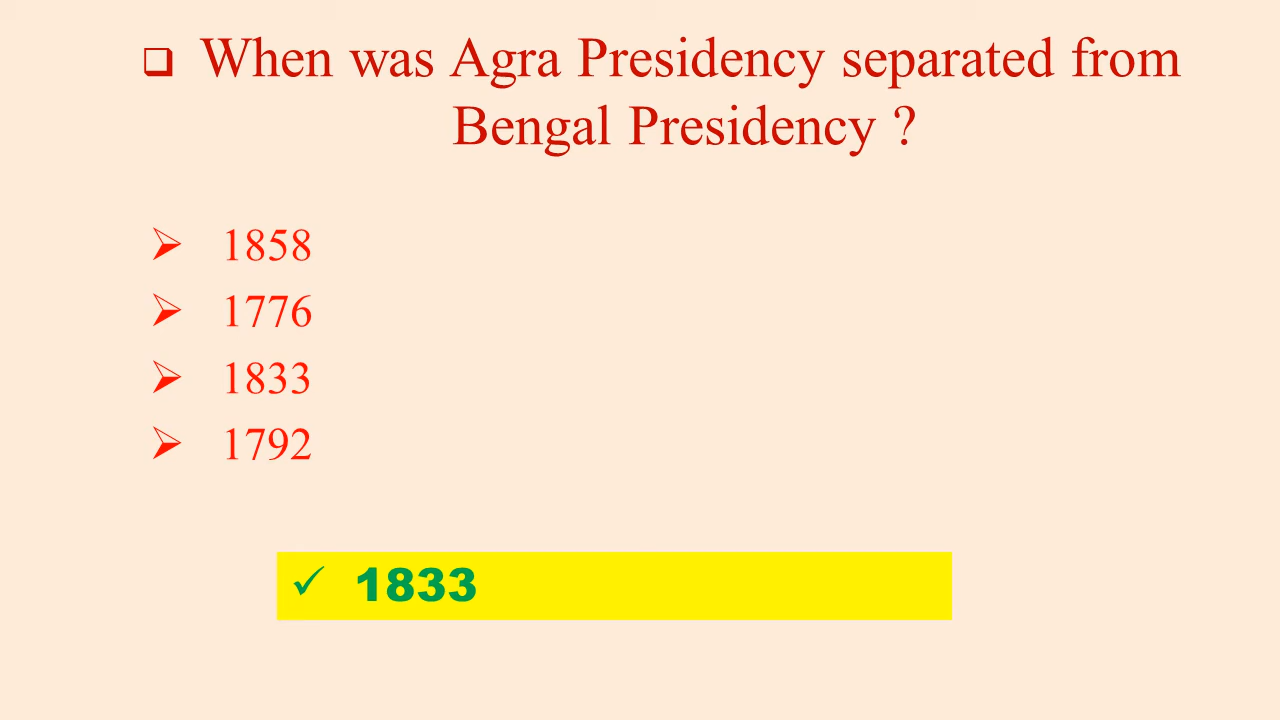 ❑ When was Agra Presidency separated from
Bengal Presidency ?
➢ 1858
➢ 1776
➢ 1833
➢ 1792
✓ 1833